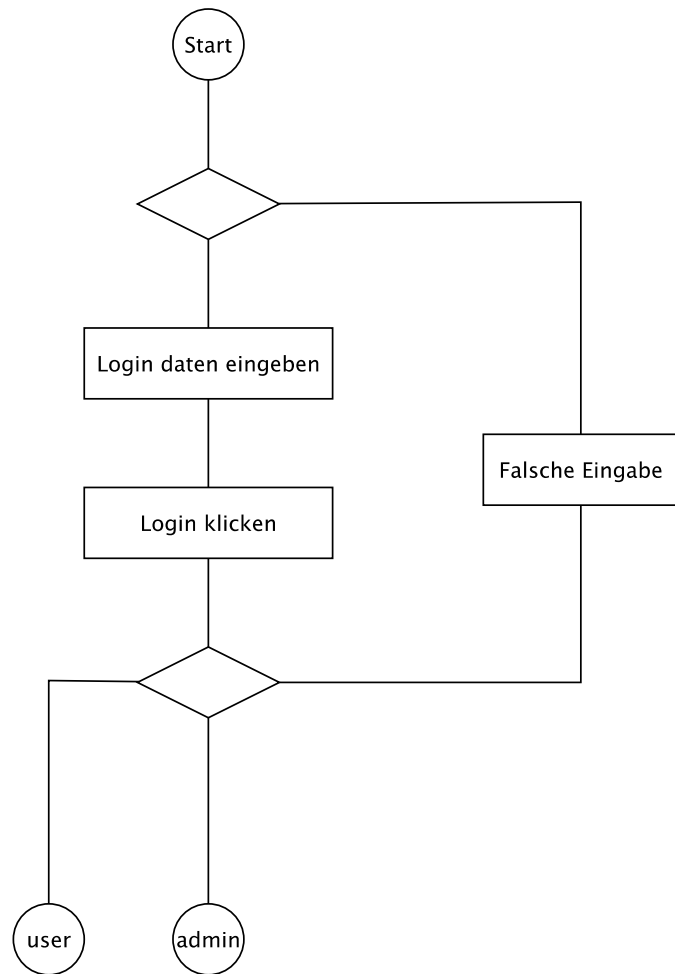 Start
Login daten eingeben
Falsche Eingabe
Login klicken
user
admin